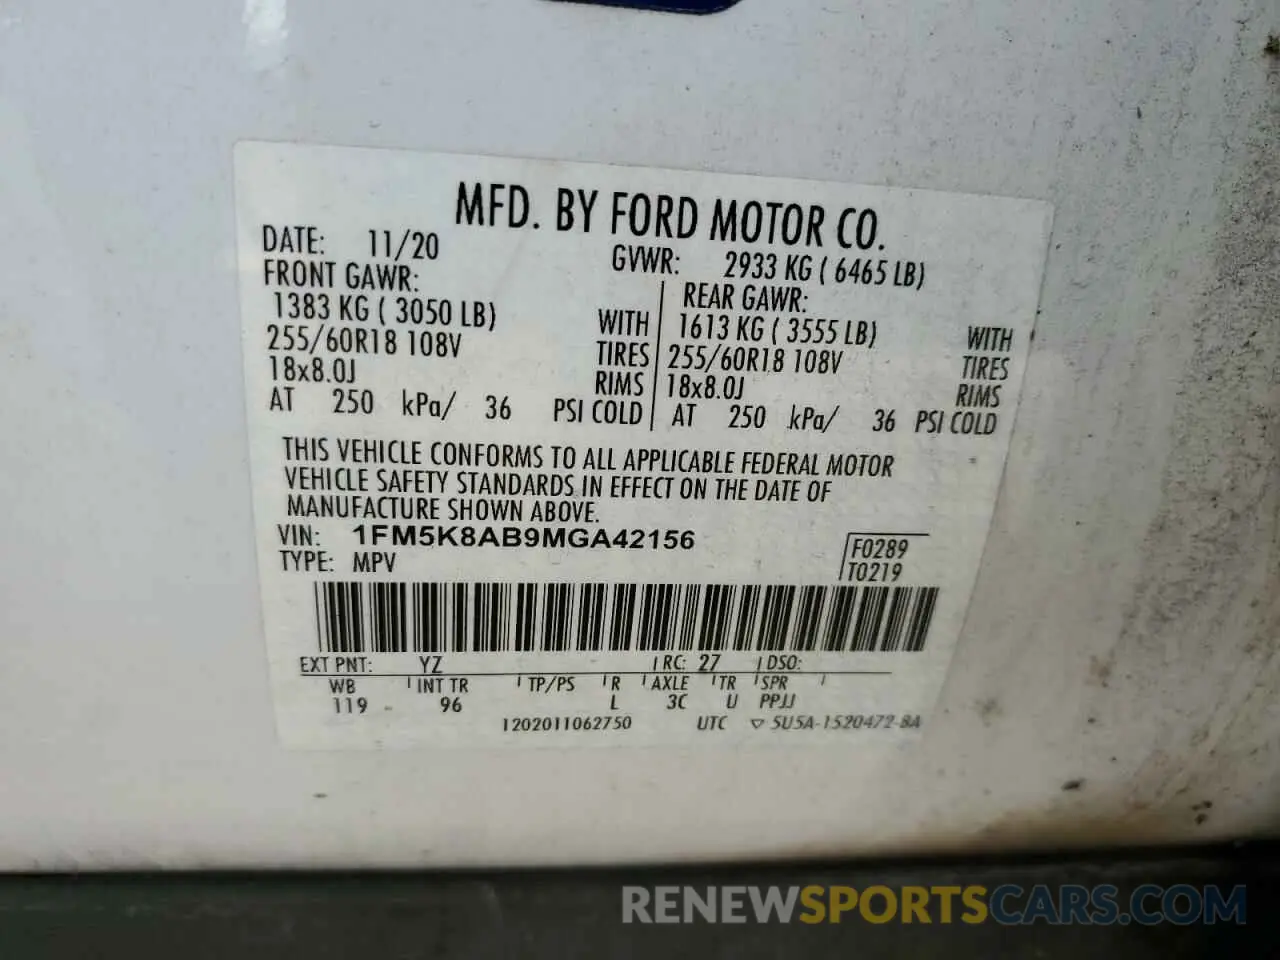 MFD. BY FORD MOTOR CO.
DATE: 11/20 GVWR: 2933 KG ( 6465 LB)
FRONT GAWR: REAR GAWR:
1383 KG ( 3050 LB) WITH 1613 KG ( 3555 LB) WITH
255/60R18 108V TIRES 255/60R18 108V TIRES
18x8.0J RIMS 18x8.0J RIMS
AT 250 kPa/ 36 PSI COLD AT 250 kPa/ 36 PSI COLD
THIS VEHICLE CONFORMS TO ALL APPLICABLE FEDERAL MOTOR
VEHICLE SAFETY STANDARDS IN EFFECT ON THE DATE OF
MANUFACTURE SHOWN ABOVE.
VIN: 1FM5K8AB9MGA42156 F0289
TYPE: MPV T0219
EXT PNT: YZ RC: 27 DSO:
WB INT TR TP/PS R AXLE TR SPR
119 96 L 3C U PPJJ
1202011062750 UTC ▽ 5U5A-1520472-BA
RENEWSPORTSCARS.COM